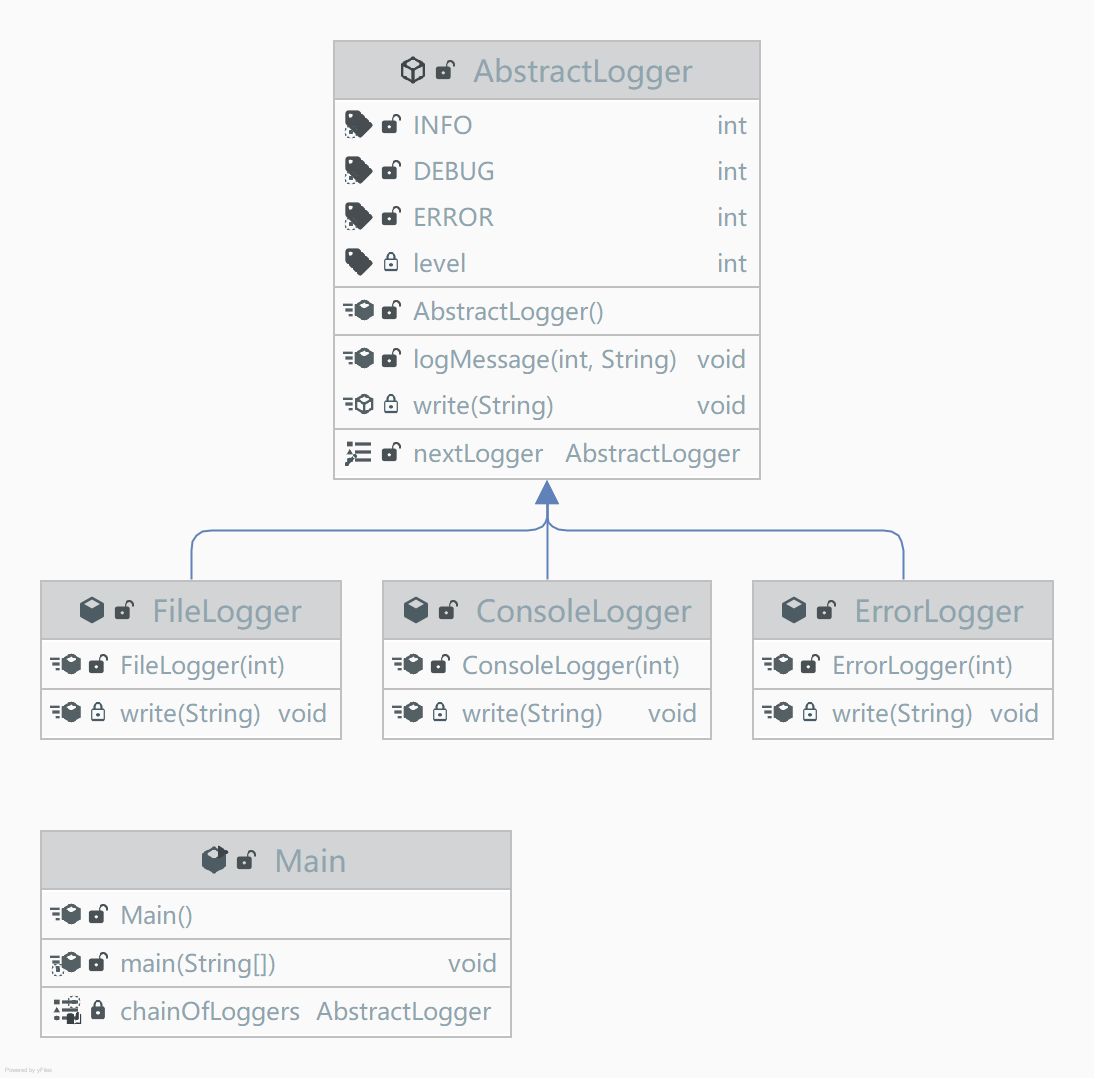 AbstractLogger
INFO int
DEBUG int
ERROR int
level int
AbstractLogger()
logMessage(int, String) void
write(String) void
nextLogger AbstractLogger
FileLogger
FileLogger(int)
write(String) void
ConsoleLogger
ConsoleLogger(int)
write(String) void
ErrorLogger
ErrorLogger(int)
write(String) void
Main
Main()
main(String[]) void
chainOfLoggers AbstractLogger
Powered by yFiles